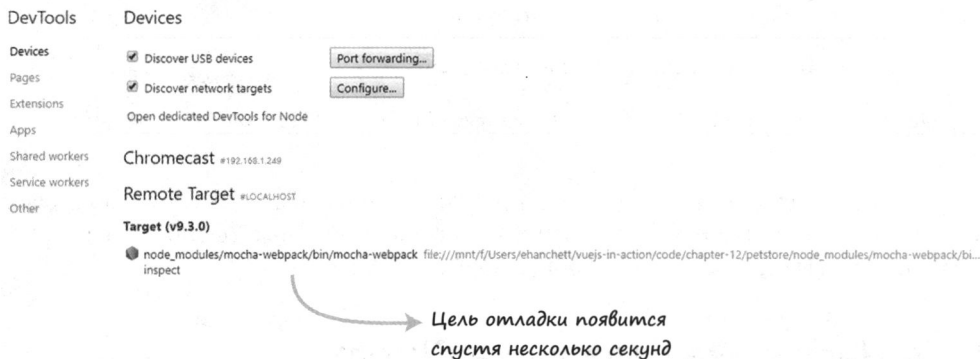 DevTools
Devices
Devices
Pages
Extensions
Apps
Shared workers
Service workers
Other
Discover USB devices
Port forwarding...
Discover network targets
Configure...
Open dedicated DevTools for Node
Chromecast #192.168.1.249
Remote Target #LOCALHOST
Target (v9.3.0)
node_modules/mocha-webpack/bin/mocha-webpack file:///mnt/f/Users/ehanchett/vuejs-in-action/code/chapter-12/petstore/node_modules/mocha-webpack/bi...
inspect
Цель отладки появится
спустя несколько секунд